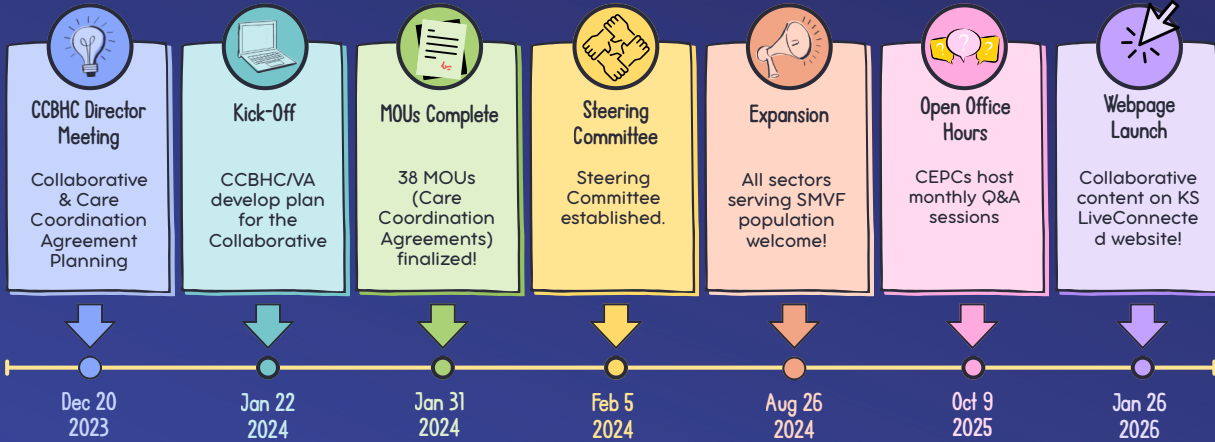 CCBHC Director
Meeting
Collaborative
& Care
Coordination
Agreement
Planning
Kick-Off
CCBHC/VA
develop plan
for the
Collaborative
MOUs Complete
38 MOUs
(Care
Coordination
Agreements)
finalized!
Steering
Committee
Steering
Committee
established.
Expansion
All sectors
serving SMVF
population
welcome!
? ? ?
Open Office
Hours
CEPCs host
monthly Q&A
sessions
Webpage
Launch
Collaborative
content on KS
LiveConnecte
d website!
Dec 20
2023
Jan 22
2024
Jan 31
2024
Feb 5
2024
Aug 26
2024
Oct 9
2025
Jan 26
2026